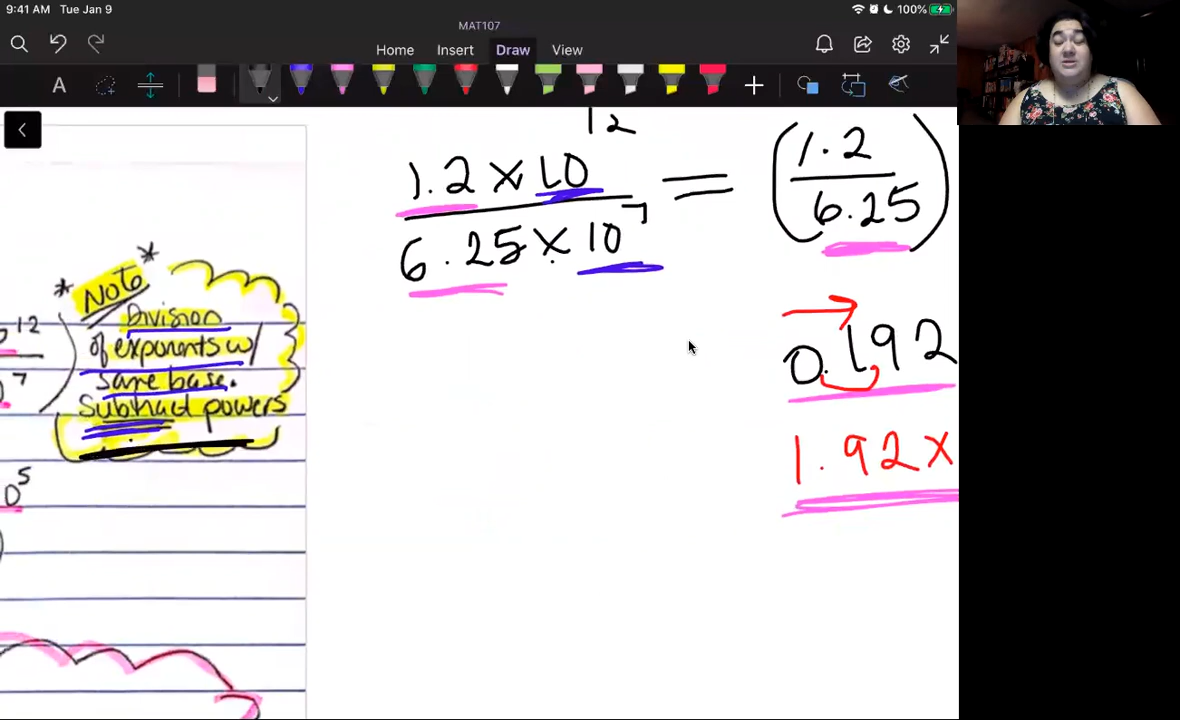 9:41 AM Tue Jan 9
100%
MAT107
Home Insert Draw View
A
12
1.2 × 10
6.25 × 10 7
=
(1.2
6.25)
0.192
1.92 ×
* Note *
Division
of exponents w/
same base.
Subtract powers
12
7
0 5